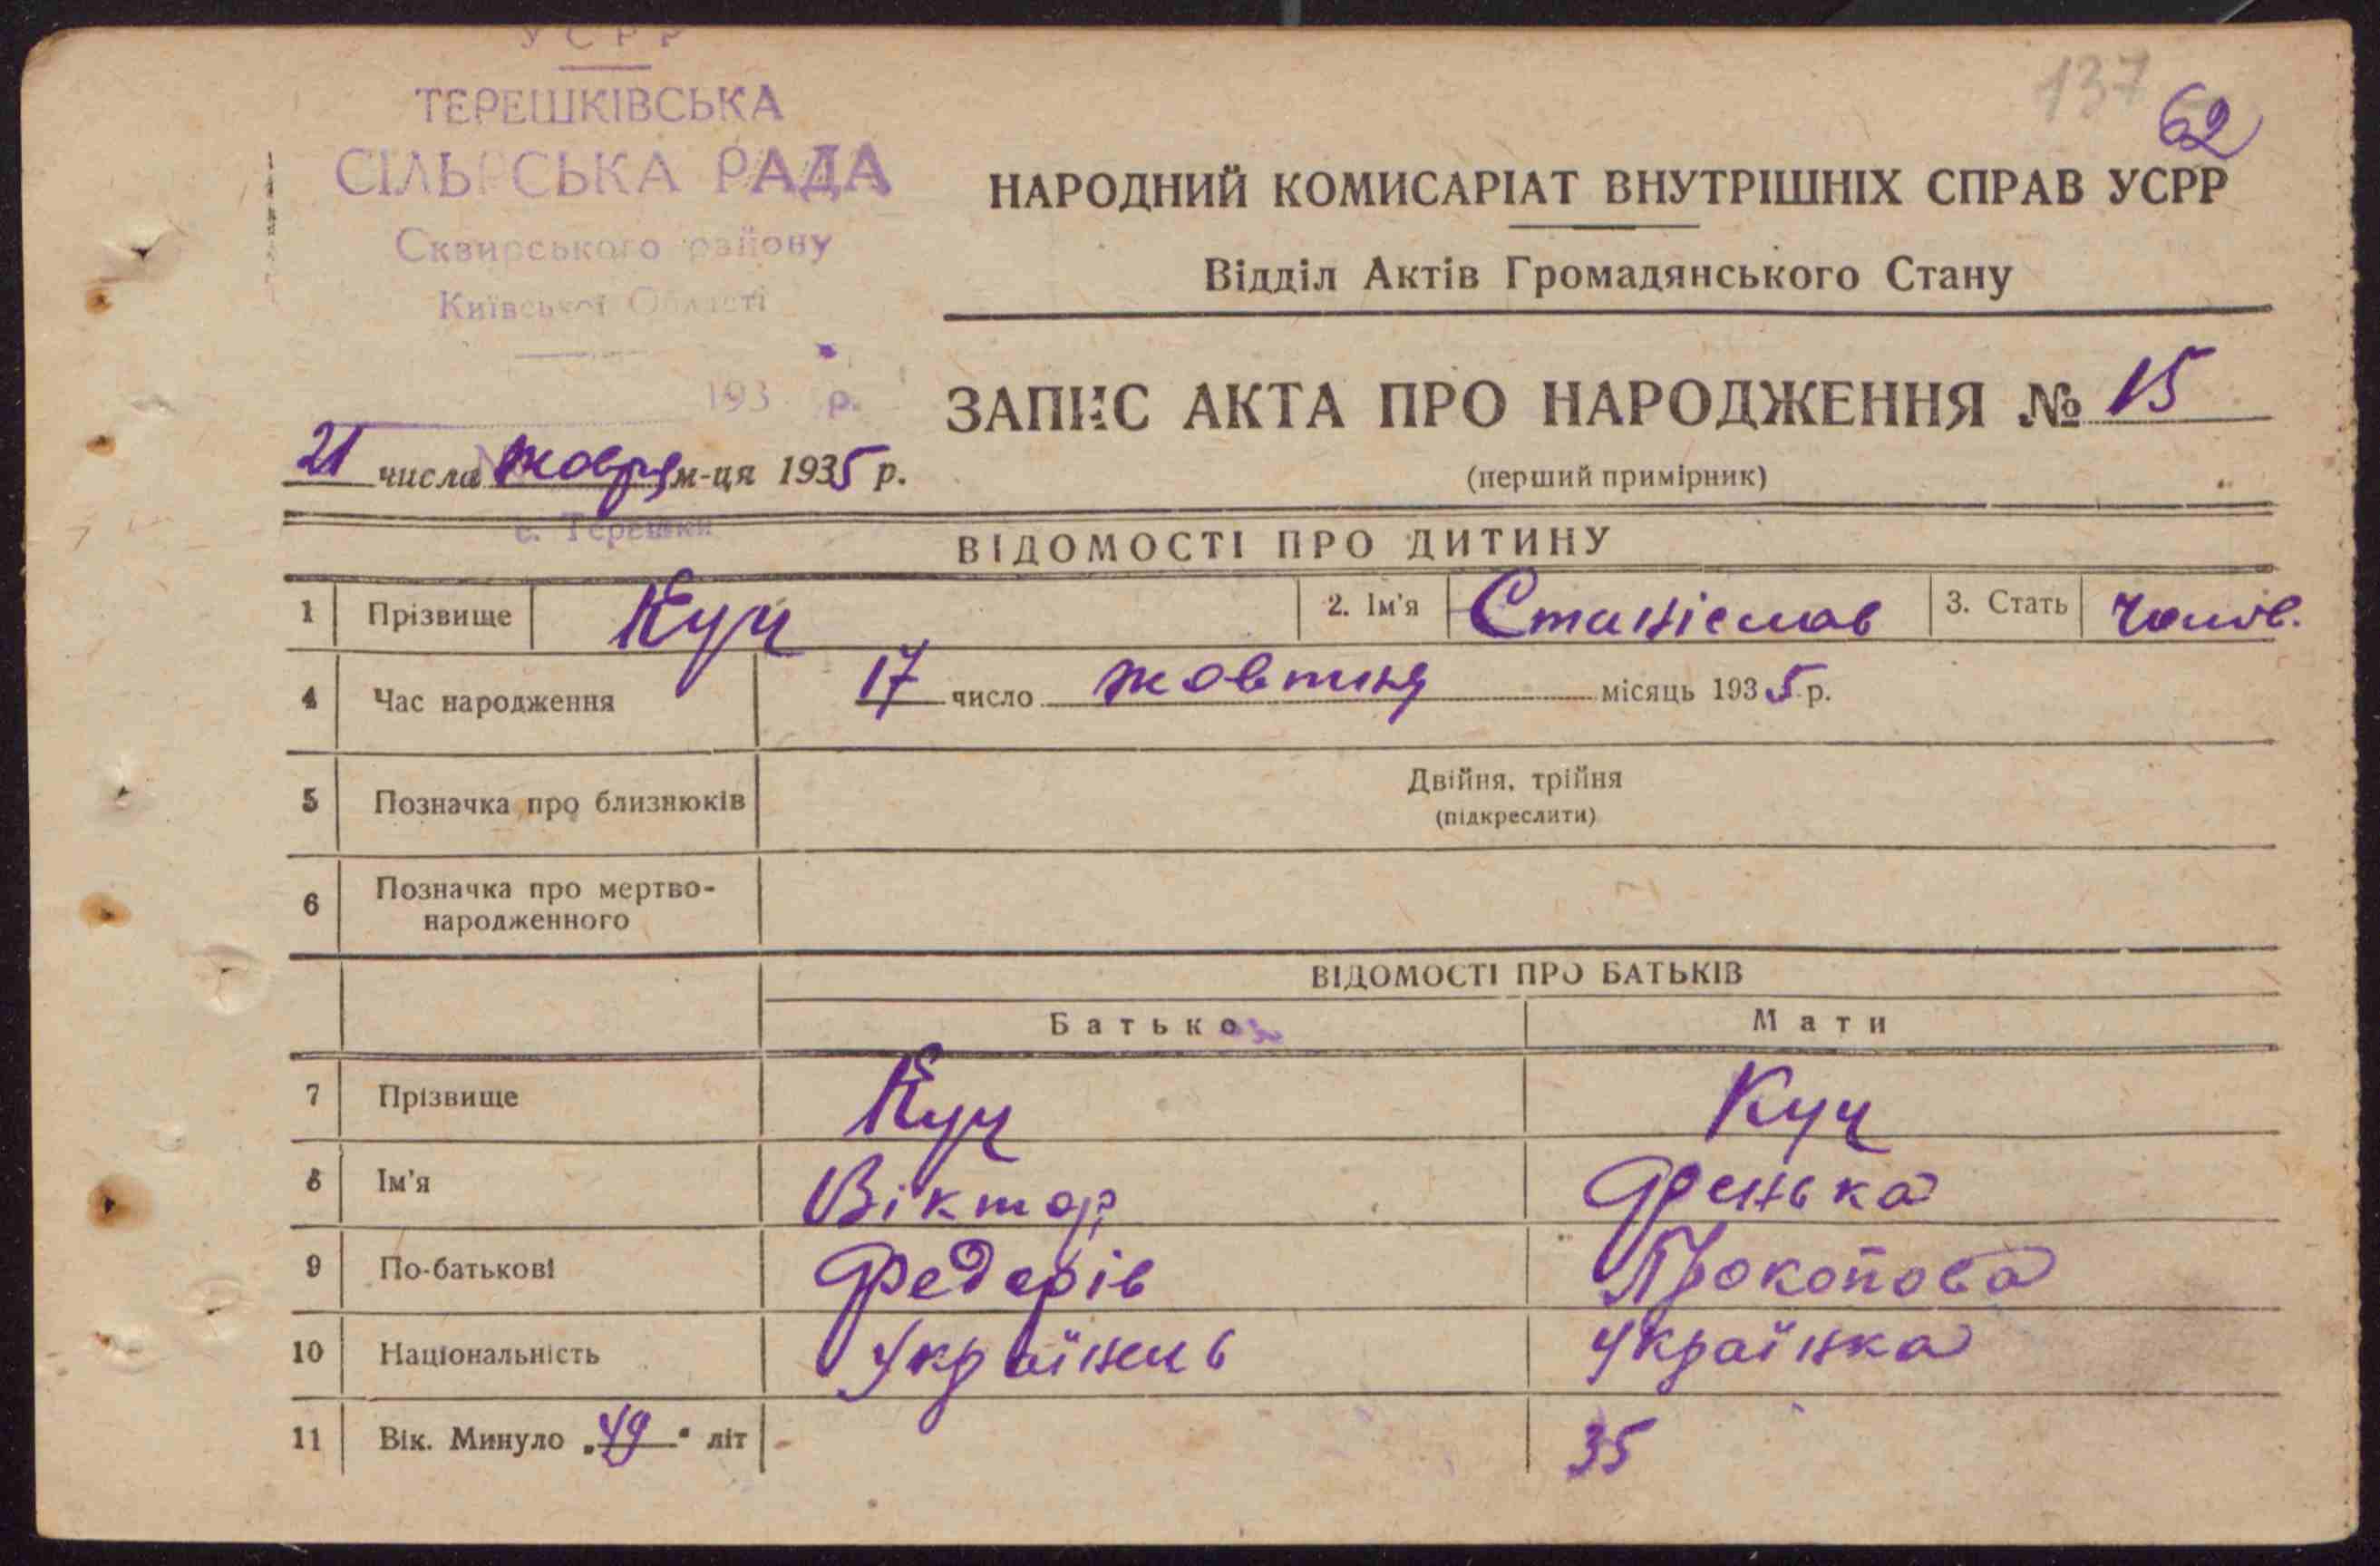 УСРР
ТЕРЕШКІВСЬКА
СІЛЬРСЬКА РАДА
Сквирського району
Київської Області
193 р.
с. Терешки
137
62
НАРОДНИЙ КОМИСАРІАТ ВНУТРІШНІХ СПРАВ УСРР
Відділ Актів Громадянського Стану
ЗАПИС АКТА ПРО НАРОДЖЕННЯ № 15
(перший примірник)
21 числа м-ця 1935 р.
ВІДОМОСТІ ПРО ДИТИНУ
1 Прізвище Куч 2. Ім'я Станіслав 3. Стать чолов.
4 Час народження 17 число жовтня місяць 1935 р.
5 Позначка про близнюків Двійня, трійня
(підкреслити)
6 Позначка про мертво-
народженного
ВІДОМОСТІ ПРО БАТЬКІВ
Батько Мати
7 Прізвище Куч Куч
8 Ім'я Віктор Френька
9 По-батькові Федорів Прокопова
10 Національність Українець Українка
11 Вік. Минуло „49" літ 35